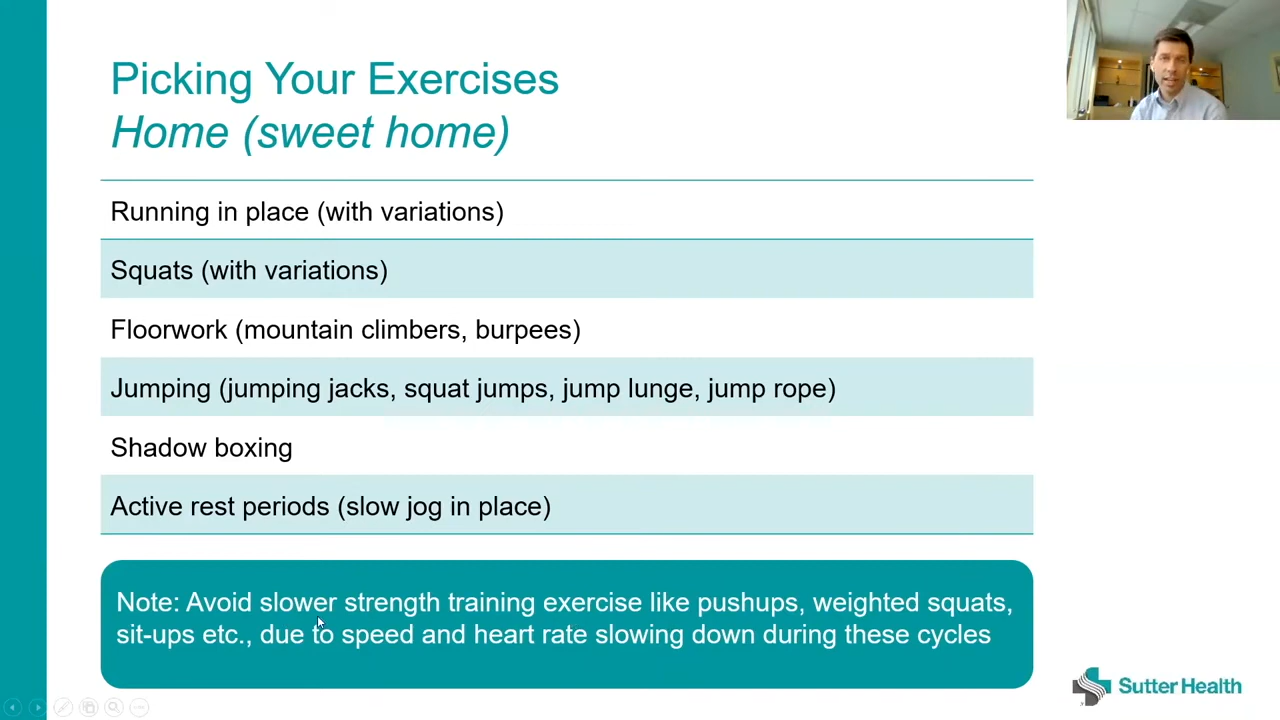 Picking Your Exercises
Home (sweet home)
Running in place (with variations)
Squats (with variations)
Floorwork (mountain climbers, burpees)
Jumping (jumping jacks, squat jumps, jump lunge, jump rope)
Shadow boxing
Active rest periods (slow jog in place)
Note: Avoid slower strength training exercise like pushups, weighted squats,
sit-ups etc., due to speed and heart rate slowing down during these cycles
Sutter Health